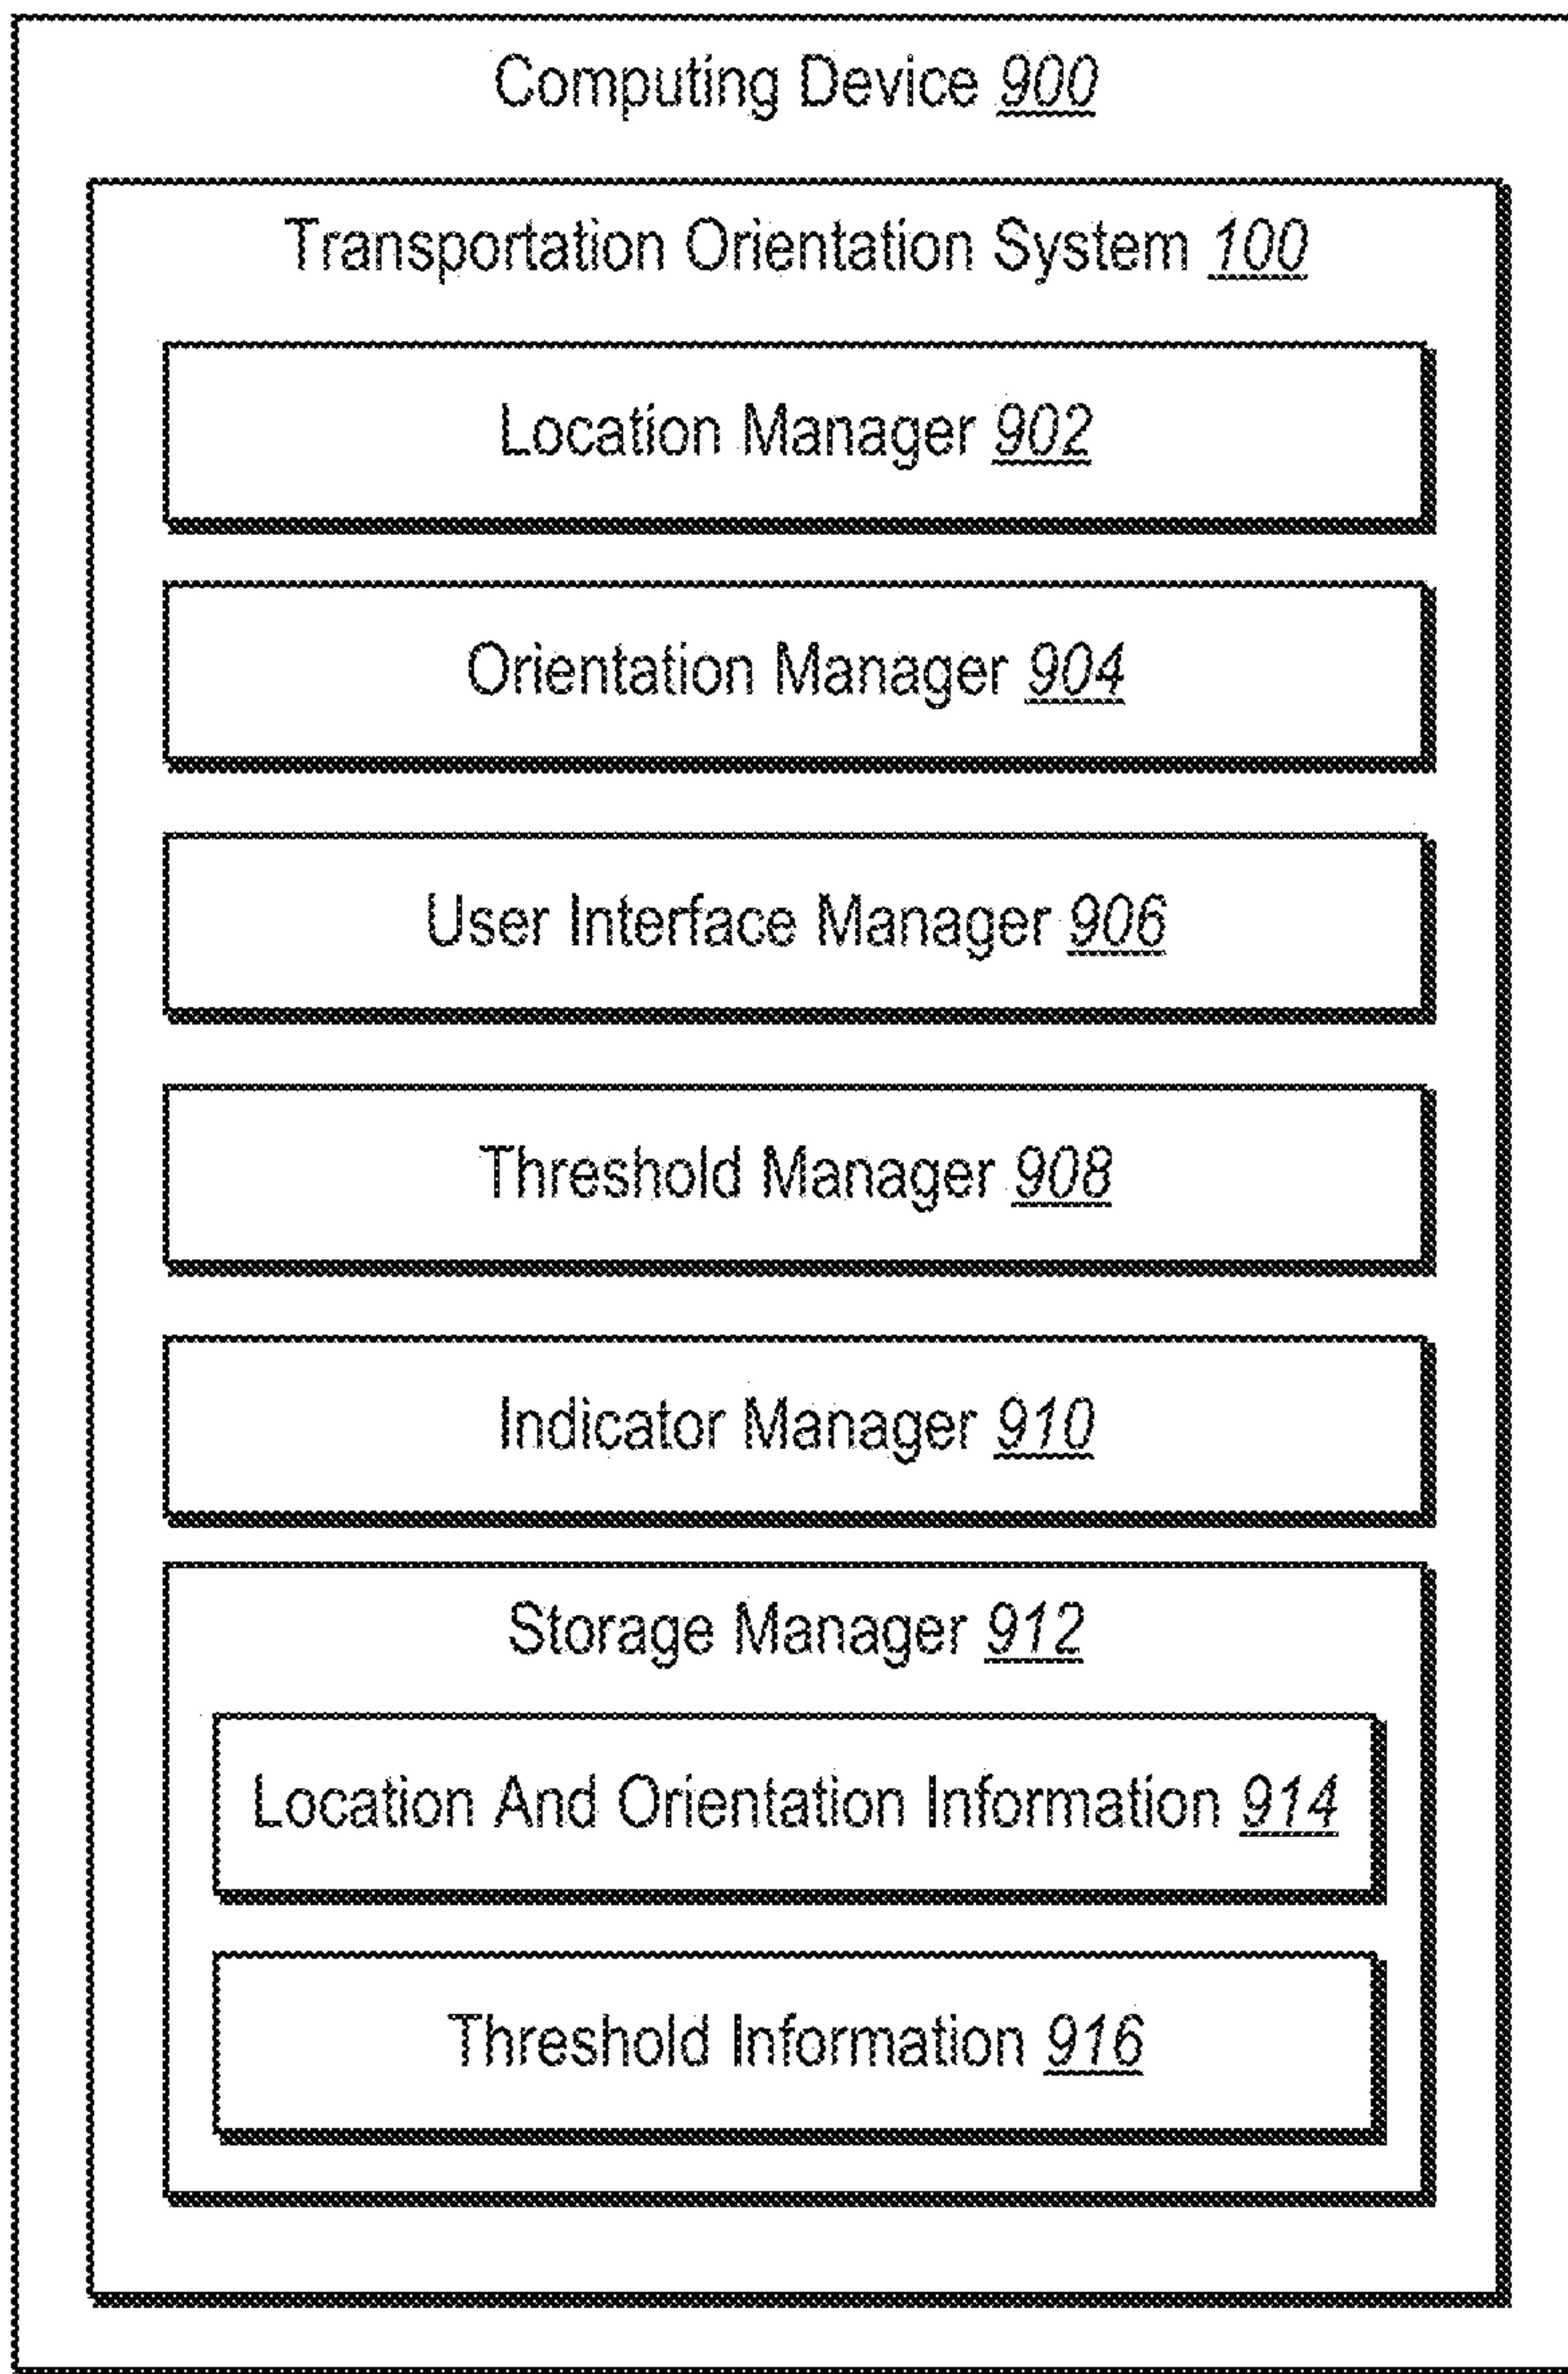 Computing Device 900
Transportation Orientation System 100
Location Manager 902
Orientation Manager 904
User Interface Manager 906
Threshold Manager 908
Indicator Manager 910
Storage Manager 912
Location And Orientation Information 914
Threshold Information 916